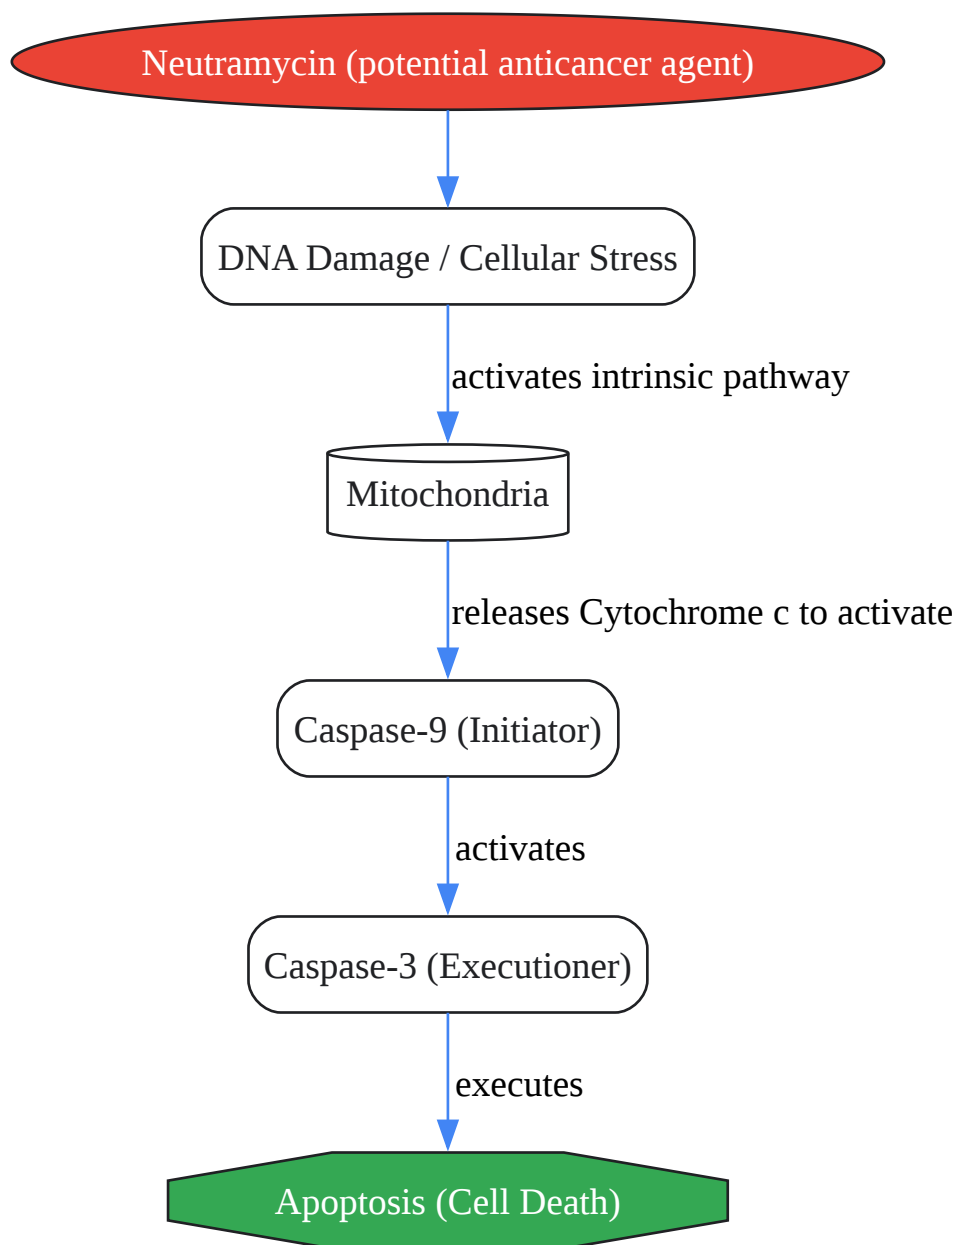 Neutramycin (potential anticancer agent)
DNA Damage / Cellular Stress
activates intrinsic pathway
Mitochondria
releases Cytochrome c to activate
Caspase-9 (Initiator)
activates
Caspase-3 (Executioner)
executes
Apoptosis (Cell Death)